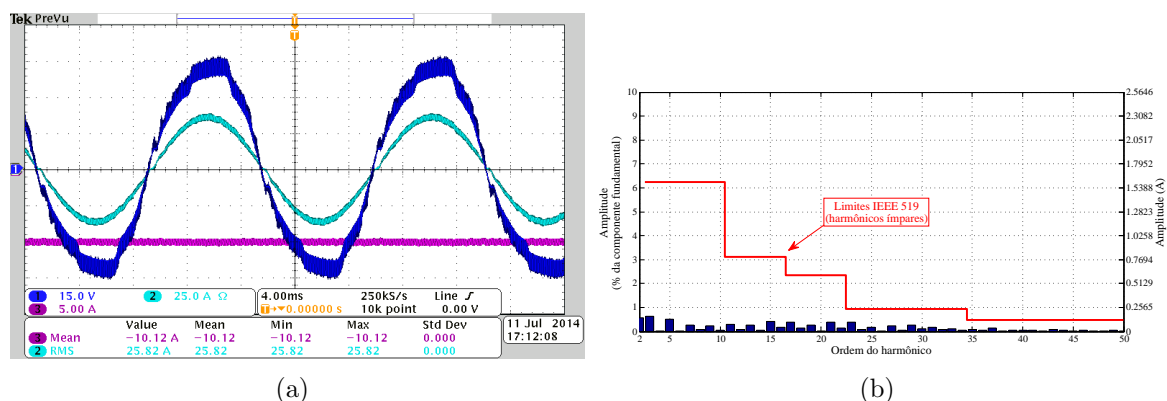 Tek PreVu
T
T
T
1 15.0 V 2 25.0 A Ω
3 5.00 A
4.00ms 250kS/s Line
T→▼0.00000 s 10k point 0.00 V
Value Mean Min Max Std Dev
3 Mean −10.12 A −10.12 −10.12 −10.12 0.000
2 RMS 25.82 A 25.82 25.82 25.82 0.000
11 Jul 2014
17:12:08
(a)
Amplitude
(% da componente fundamental)
10
9
8
7
6
5
4
3
2
1
0
Limites IEEE 519
(harmônicos ímpares)
2.5646
2.3082
2.0517
1.7952
1.5388
1.2823
1.0258
0.7694
0.5129
0.2565
0
Amplitude (A)
2 5 10 15 20 25 30 35 40 45 50
Ordem do harmônico
(b)